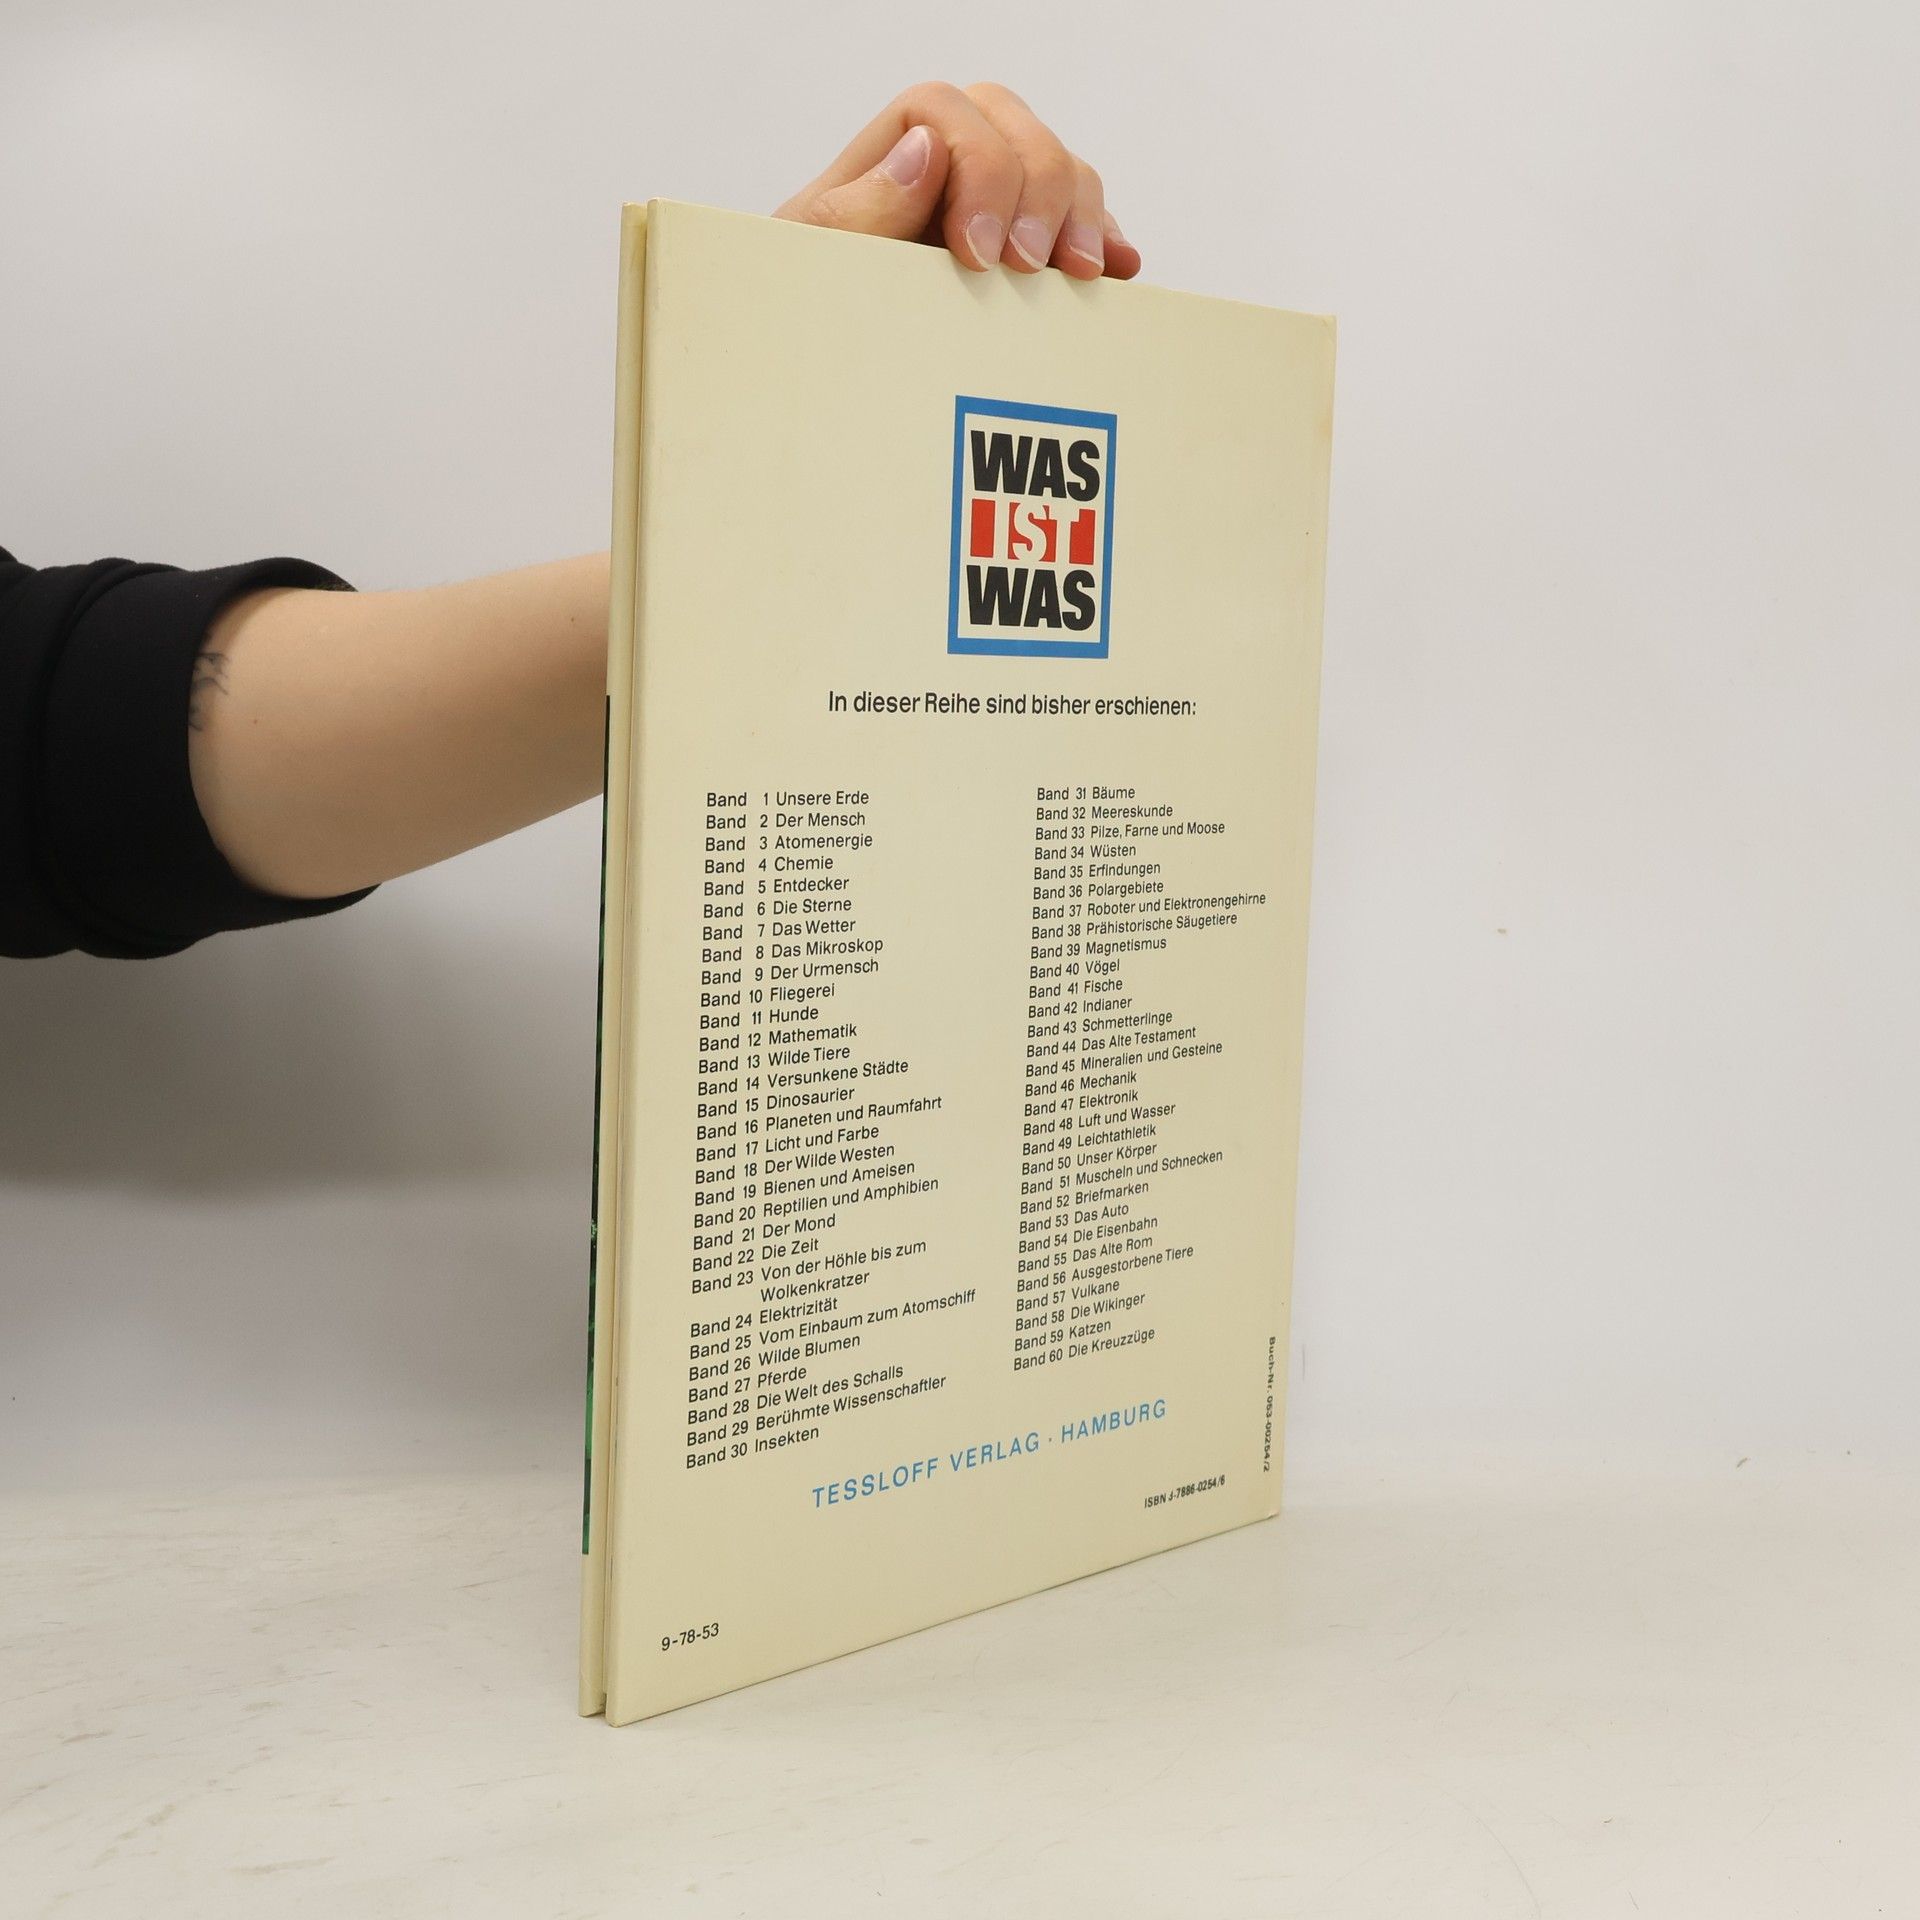 WAS
IST
WAS
In dieser Reihe sind bisher erschienen:
Band 1 Unsere Erde
Band 2 Der Mensch
Band 3 Atomenergie
Band 4 Chemie
Band 5 Entdecker
Band 6 Die Sterne
Band 7 Das Wetter
Band 8 Das Mikroskop
Band 9 Der Urmensch
Band 10 Fliegerei
Band 11 Hunde
Band 12 Mathematik
Band 13 Wilde Tiere
Band 14 Versunkene Städte
Band 15 Dinosaurier
Band 16 Planeten und Raumfahrt
Band 17 Licht und Farbe
Band 18 Der Wilde Westen
Band 19 Bienen und Ameisen
Band 20 Reptilien und Amphibien
Band 21 Der Mond
Band 22 Die Zeit
Band 23 Von der Höhle bis zum
Wolkenkratzer
Band 24 Elektrizität
Band 25 Vom Einbaum zum Atomschiff
Band 26 Wilde Blumen
Band 27 Pferde
Band 28 Die Welt des Schalls
Band 29 Berühmte Wissenschaftler
Band 30 Insekten
Band 31 Bäume
Band 32 Meereskunde
Band 33 Pilze, Farne und Moose
Band 34 Wüsten
Band 35 Erfindungen
Band 36 Polargebiete
Band 37 Roboter und Elektronengehirne
Band 38 Prähistorische Säugetiere
Band 39 Magnetismus
Band 40 Vögel
Band 41 Fische
Band 42 Indianer
Band 43 Schmetterlinge
Band 44 Das Alte Testament
Band 45 Mineralien und Gesteine
Band 46 Mechanik
Band 47 Elektronik
Band 48 Luft und Wasser
Band 49 Leichtathletik
Band 50 Unser Körper
Band 51 Muscheln und Schnecken
Band 52 Briefmarken
Band 53 Das Auto
Band 54 Die Eisenbahn
Band 55 Das Alte Rom
Band 56 Ausgestorbene Tiere
Band 57 Vulkane
Band 58 Die Wikinger
Band 59 Katzen
Band 60 Die Kreuzzüge
TESSLOFF VERLAG · HAMBURG
ISBN 3-7886-0254/6
Buch-Nr. 053-00254/2
9-78-53